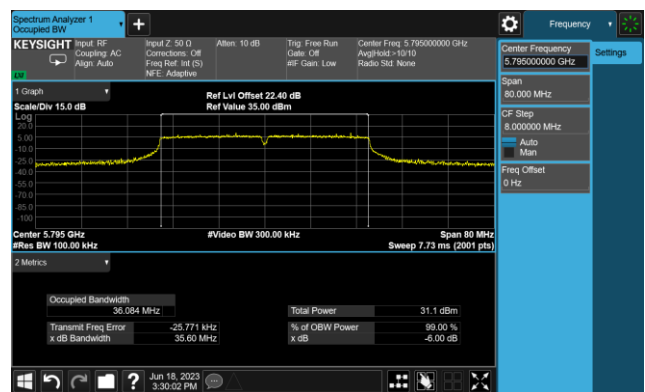 Spectrum Analyzer 1
Occupied BW
Frequency
KEYSIGHT
Input: RF
Coupling: AC
Align: Auto
Input Z: 50 Ω
Corrections: Off
Freq Ref: Int (S)
NFE: Adaptive
Atten: 10 dB
Trig: Free Run
Gate: Off
#IF Gain: Low
Center Freq: 5.795000000 GHz
Avg|Hold:>10/10
Radio Std: None
LXI
Center Frequency
5.795000000 GHz
Settings
Span
80.000 MHz
CF Step
8.000000 MHz
Auto
Man
Freq Offset
0 Hz
1 Graph
Scale/Div 15.0 dB
Ref Lvl Offset 22.40 dB
Ref Value 35.00 dBm
Log
20.0
5.00
-10.0
-25.0
-40.0
-55.0
-70.0
-85.0
-100
Center 5.795 GHz
#Video BW 300.00 kHz
Span 80 MHz
#Res BW 100.00 kHz
Sweep 7.73 ms (2001 pts)
2 Metrics
Occupied Bandwidth
36.084 MHz
Total Power 31.1 dBm
Transmit Freq Error -25.771 kHz
% of OBW Power 99.00 %
x dB Bandwidth 35.60 MHz
x dB -6.00 dB
?
Jun 18, 2023
3:30:02 PM